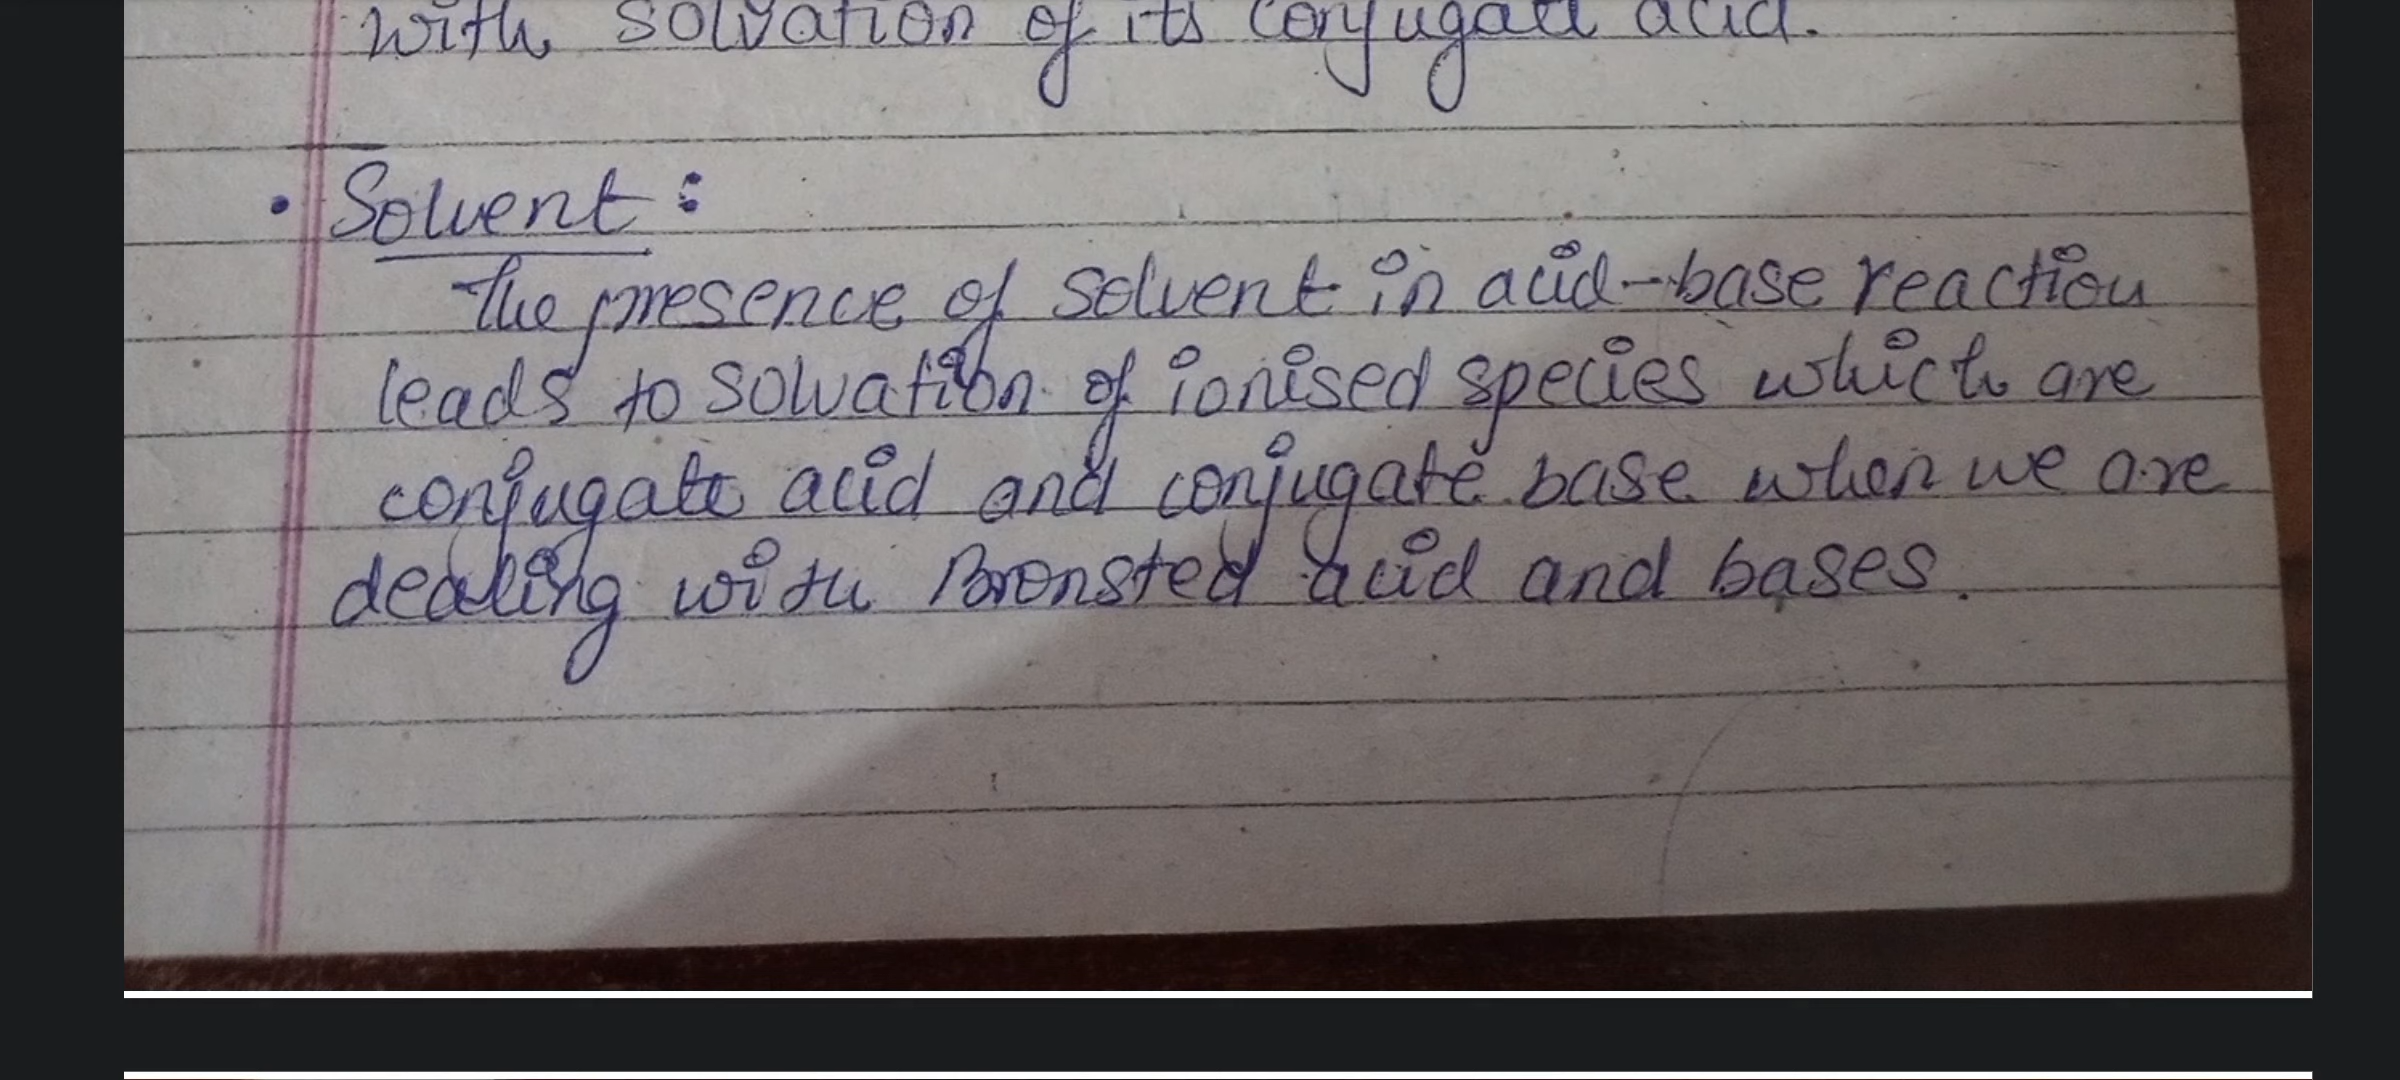 with solvation of its conjugate acid.
• Solvent :
The presence of solvent in acid-base reaction
leads to solvation of ionised species which are
conjugate acid and conjugate base when we are
dealing with Bronsted acid and bases.